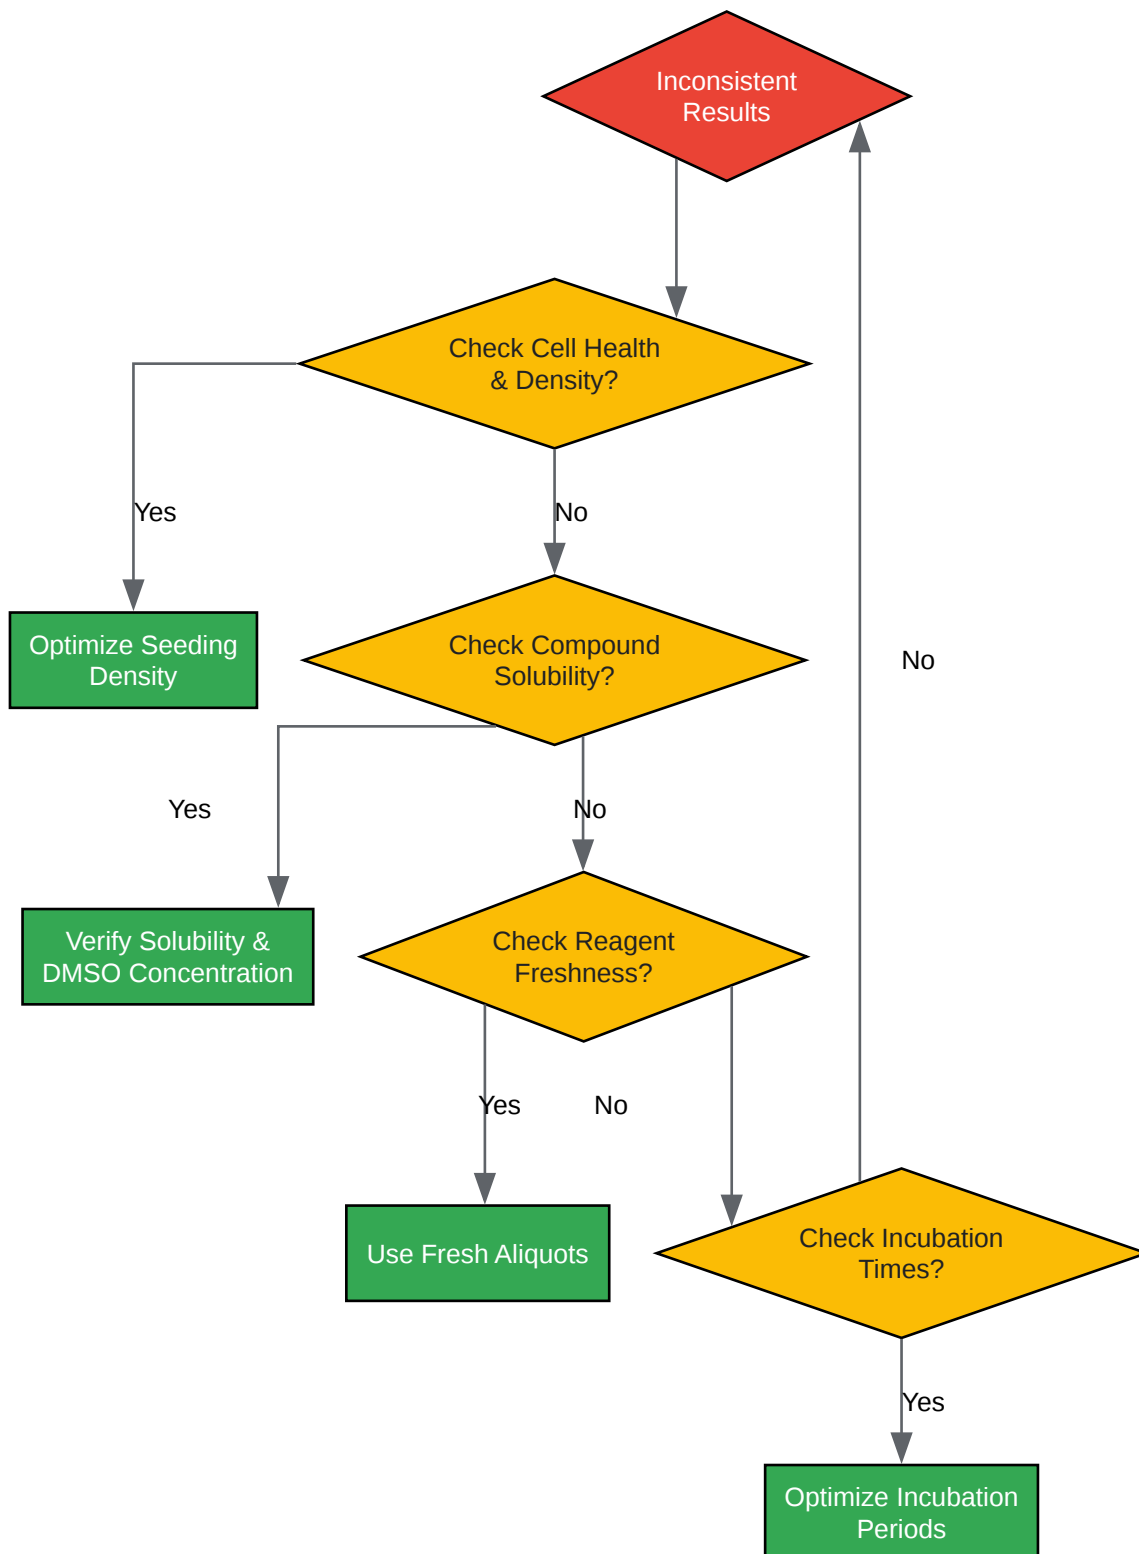 Inconsistent
Results
Check Cell Health
& Density?
Yes
No
Optimize Seeding
Density
Check Compound
Solubility?
No
Yes
No
Verify Solubility &
DMSO Concentration
Check Reagent
Freshness?
Yes
No
Use Fresh Aliquots
Check Incubation
Times?
Yes
Optimize Incubation
Periods